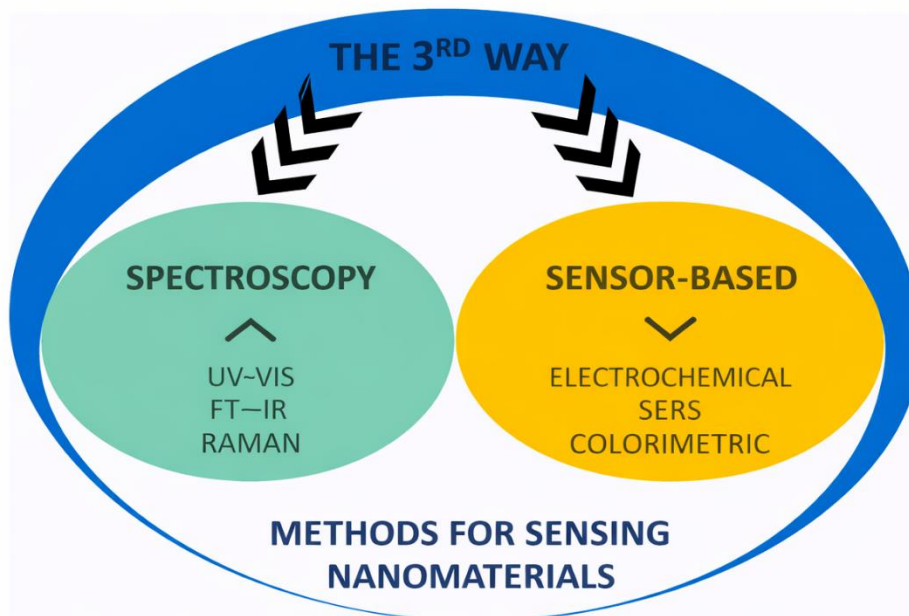 THE 3RD WAY
SPECTROSCOPY
UV~VIS
FT—IR
RAMAN
SENSOR-BASED
ELECTROCHEMICAL
SERS
COLORIMETRIC
METHODS FOR SENSING
NANOMATERIALS